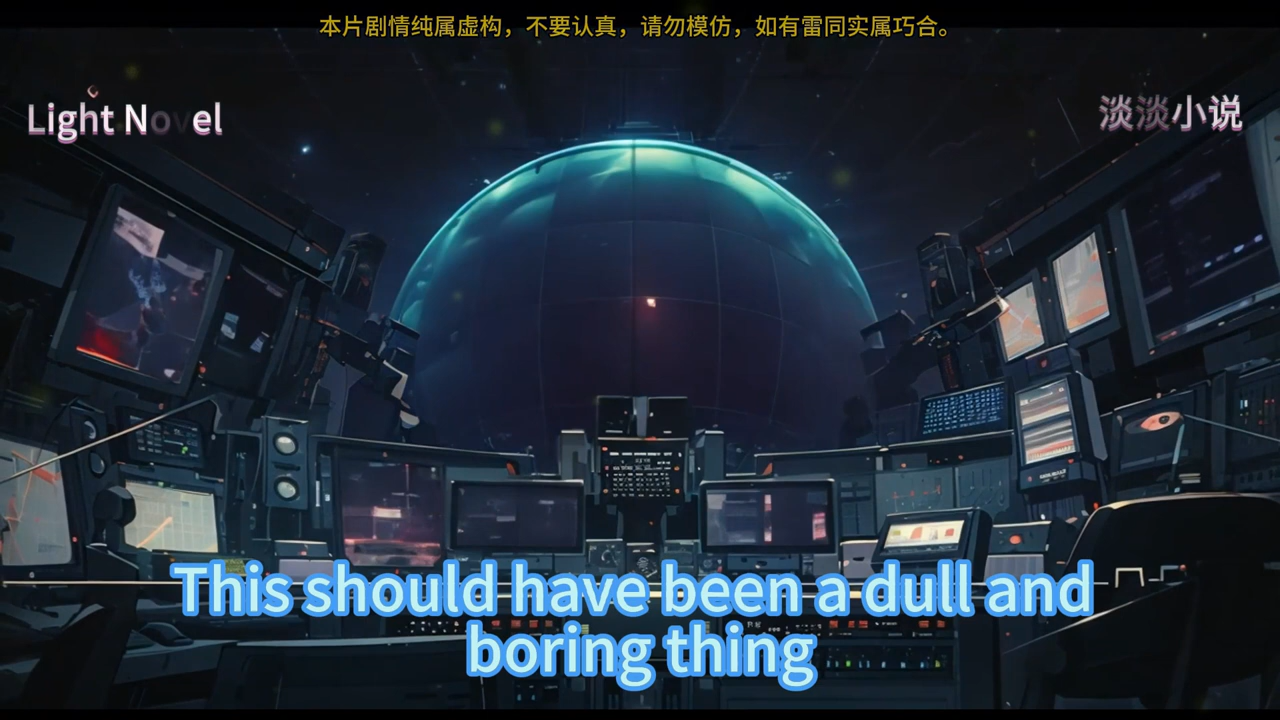 本片剧情纯属虚构，不要认真，请勿模仿，如有雷同实属巧合。
Light Novel
淡淡小说
This should have been a dull and
boring thing